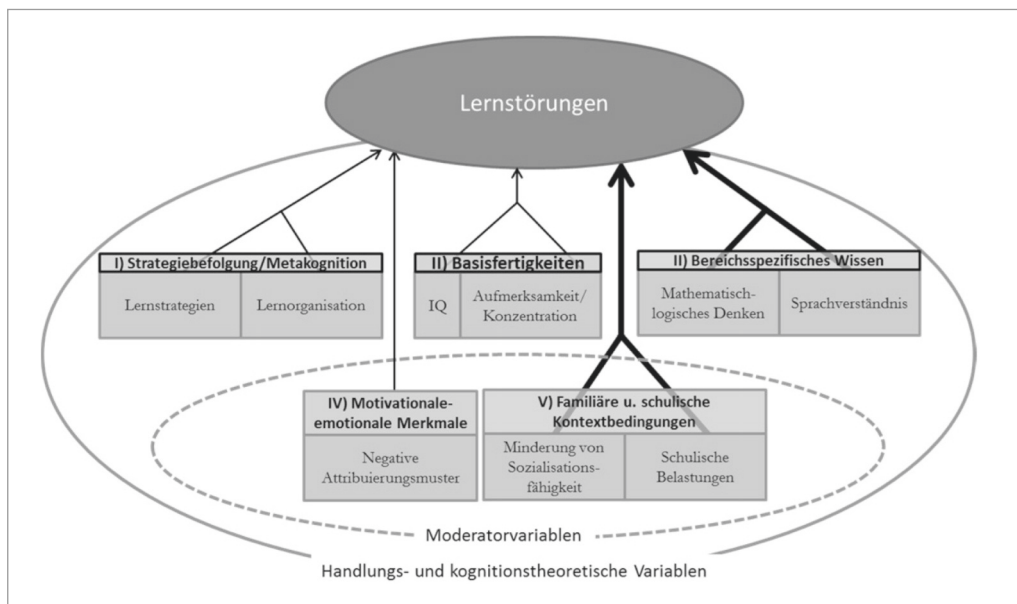 Lernstörungen
I) Strategiebefolgung/Metakognition
Lernstrategien
Lernorganisation
II) Basisfertigkeiten
IQ
Aufmerksamkeit/
Konzentration
II) Bereichsspezifisches Wissen
Mathematisch-
logisches Denken
Sprachverständnis
IV) Motivationale-
emotionale Merkmale
Negative
Attribuierungsmuster
V) Familiäre u. schulische
Kontextbedingungen
Minderung von
Sozialisations-
fähigkeit
Schulische
Belastungen
Moderatorvariablen
Handlungs- und kognitionstheoretische Variablen